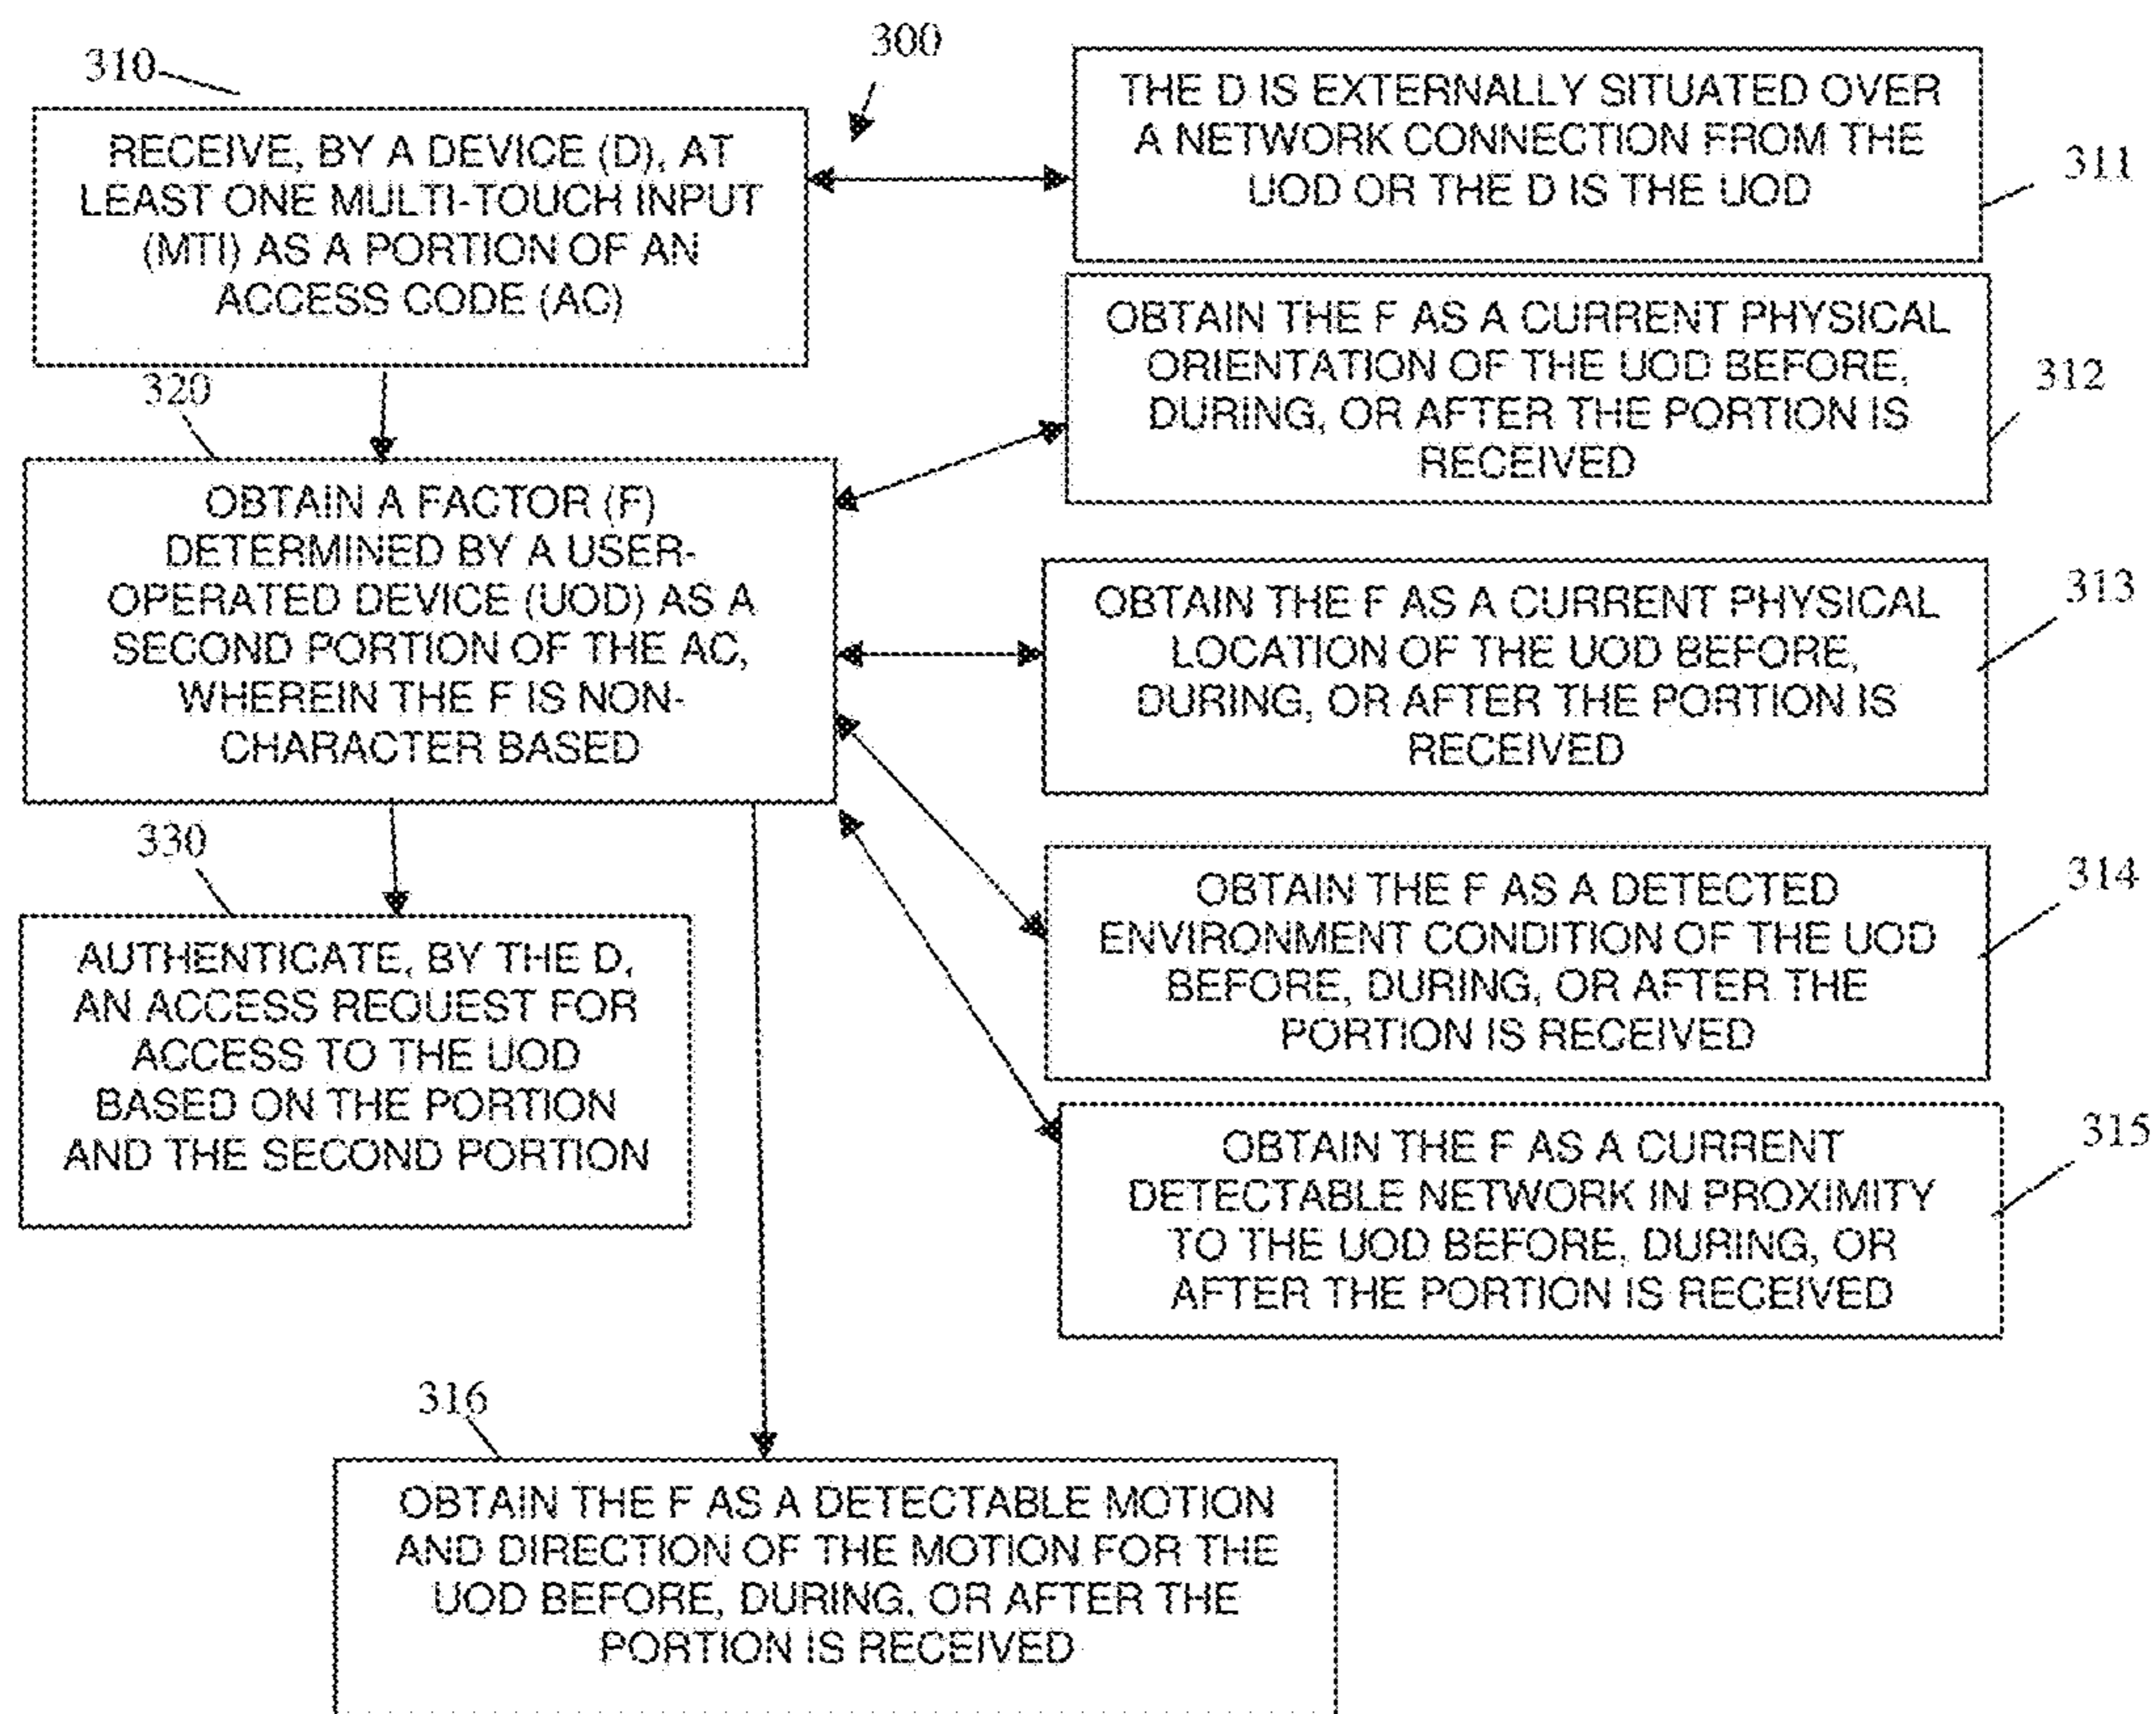 300
310
RECEIVE, BY A DEVICE (D), AT
LEAST ONE MULTI-TOUCH INPUT
(MTI) AS A PORTION OF AN
ACCESS CODE (AC)
THE D IS EXTERNALLY SITUATED OVER
A NETWORK CONNECTION FROM THE
UOD OR THE D IS THE UOD
311
OBTAIN THE F AS A CURRENT PHYSICAL
ORIENTATION OF THE UOD BEFORE,
DURING, OR AFTER THE PORTION IS
RECEIVED
312
320
OBTAIN A FACTOR (F)
DETERMINED BY A USER-
OPERATED DEVICE (UOD) AS A
SECOND PORTION OF THE AC,
WHEREIN THE F IS NON-
CHARACTER BASED
OBTAIN THE F AS A CURRENT PHYSICAL
LOCATION OF THE UOD BEFORE,
DURING, OR AFTER THE PORTION IS
RECEIVED
313
330
AUTHENTICATE, BY THE D,
AN ACCESS REQUEST FOR
ACCESS TO THE UOD
BASED ON THE PORTION
AND THE SECOND PORTION
OBTAIN THE F AS A DETECTED
ENVIRONMENT CONDITION OF THE UOD
BEFORE, DURING, OR AFTER THE
PORTION IS RECEIVED
314
OBTAIN THE F AS A CURRENT
DETECTABLE NETWORK IN PROXIMITY
TO THE UOD BEFORE, DURING, OR
AFTER THE PORTION IS RECEIVED
315
316
OBTAIN THE F AS A DETECTABLE MOTION
AND DIRECTION OF THE MOTION FOR THE
UOD BEFORE, DURING, OR AFTER THE
PORTION IS RECEIVED